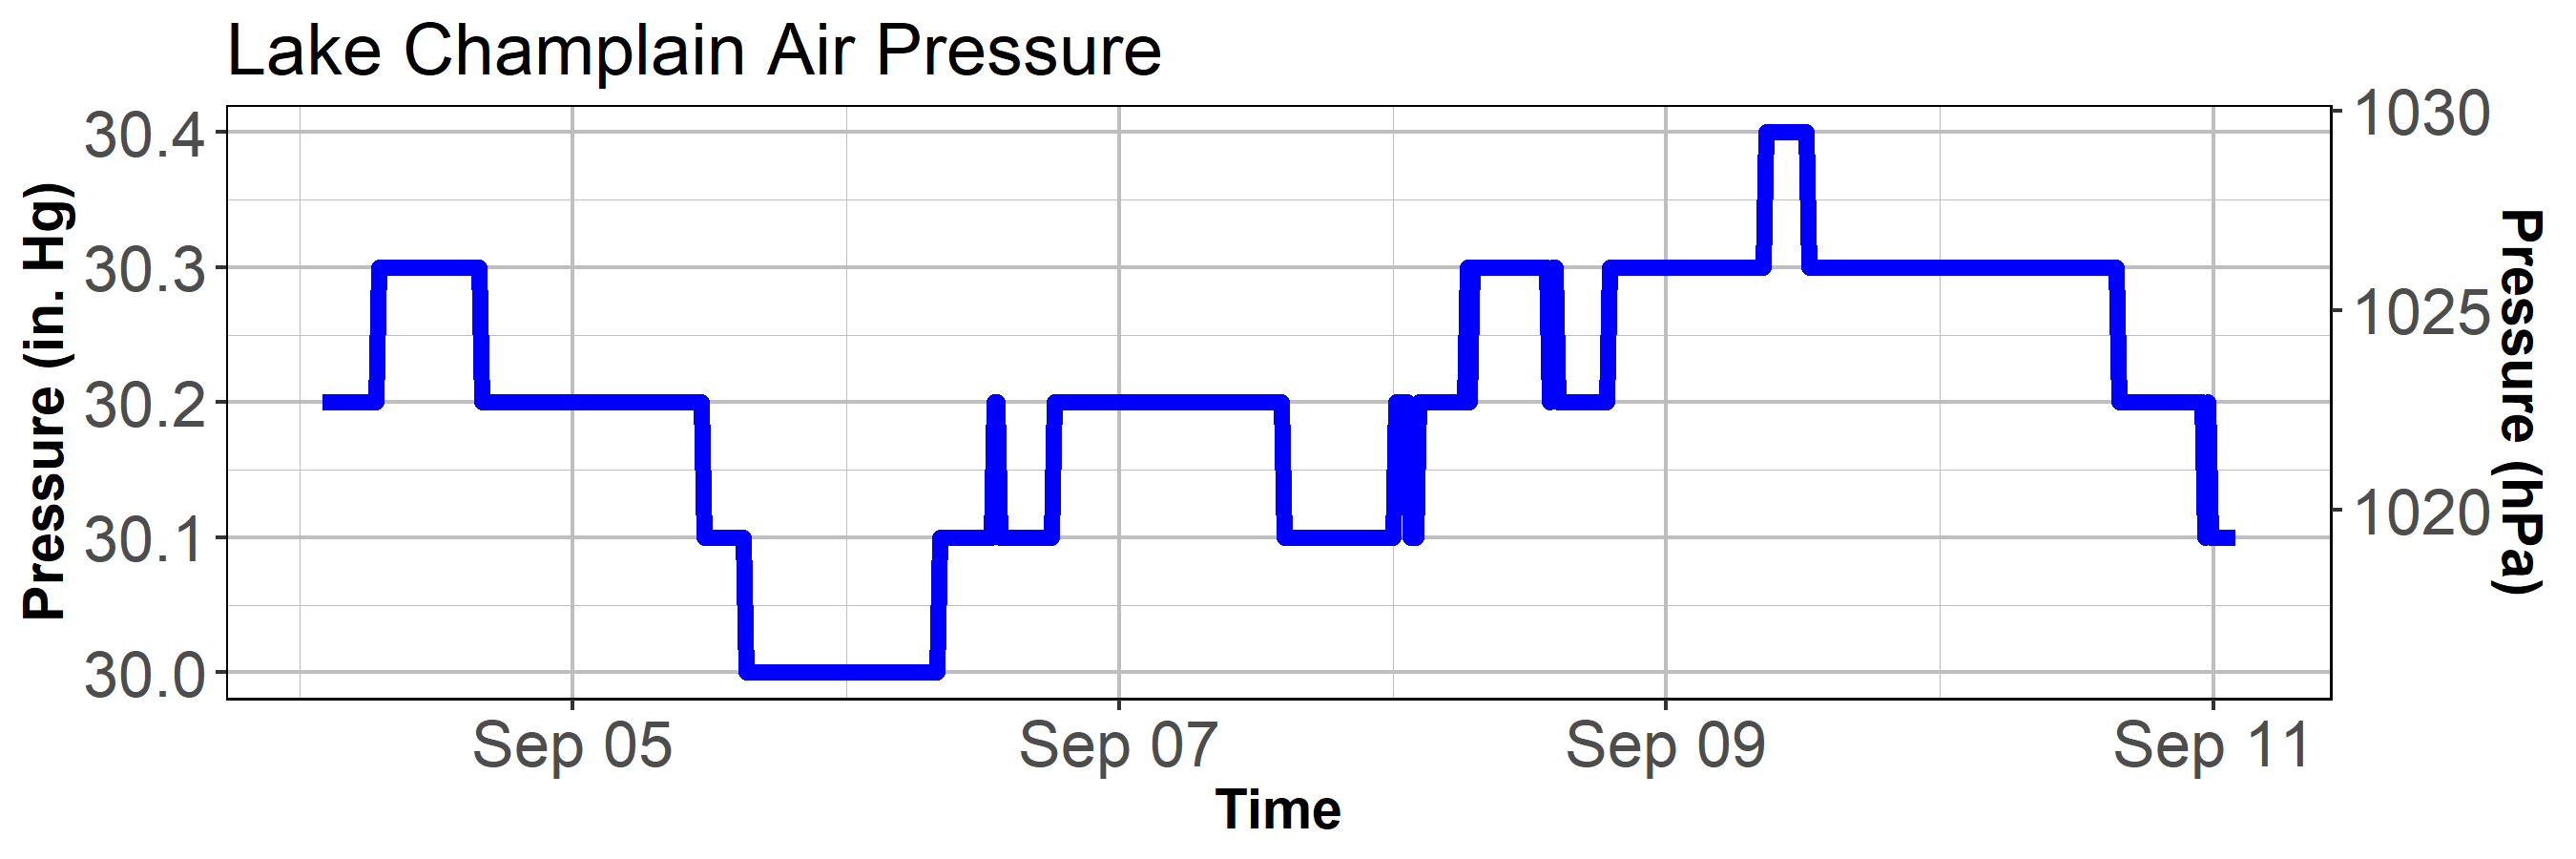 Lake Champlain Air Pressure
Pressure (in. Hg)
30.4
30.3
30.2
30.1
30.0
1030
1025
1020
Pressure (hPa)
Sep 05 Sep 07 Sep 09 Sep 11
Time